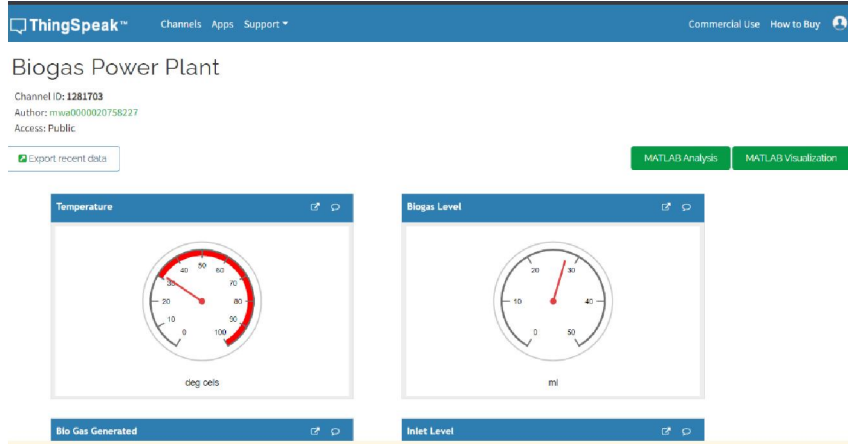 ThingSpeak™ Channels Apps Support Commercial Use How to Buy
Biogas Power Plant
Channel ID: 1281703
Author: mwa0000020758227
Access: Public
Export recent data MATLAB Analysis MATLAB Visualization
Temperature
0 10 20 30 40 50 60 70 80 90 100
deg cels
Biogas Level
0 10 20 30 40 50
ml
Bio Gas Generated
Inlet Level